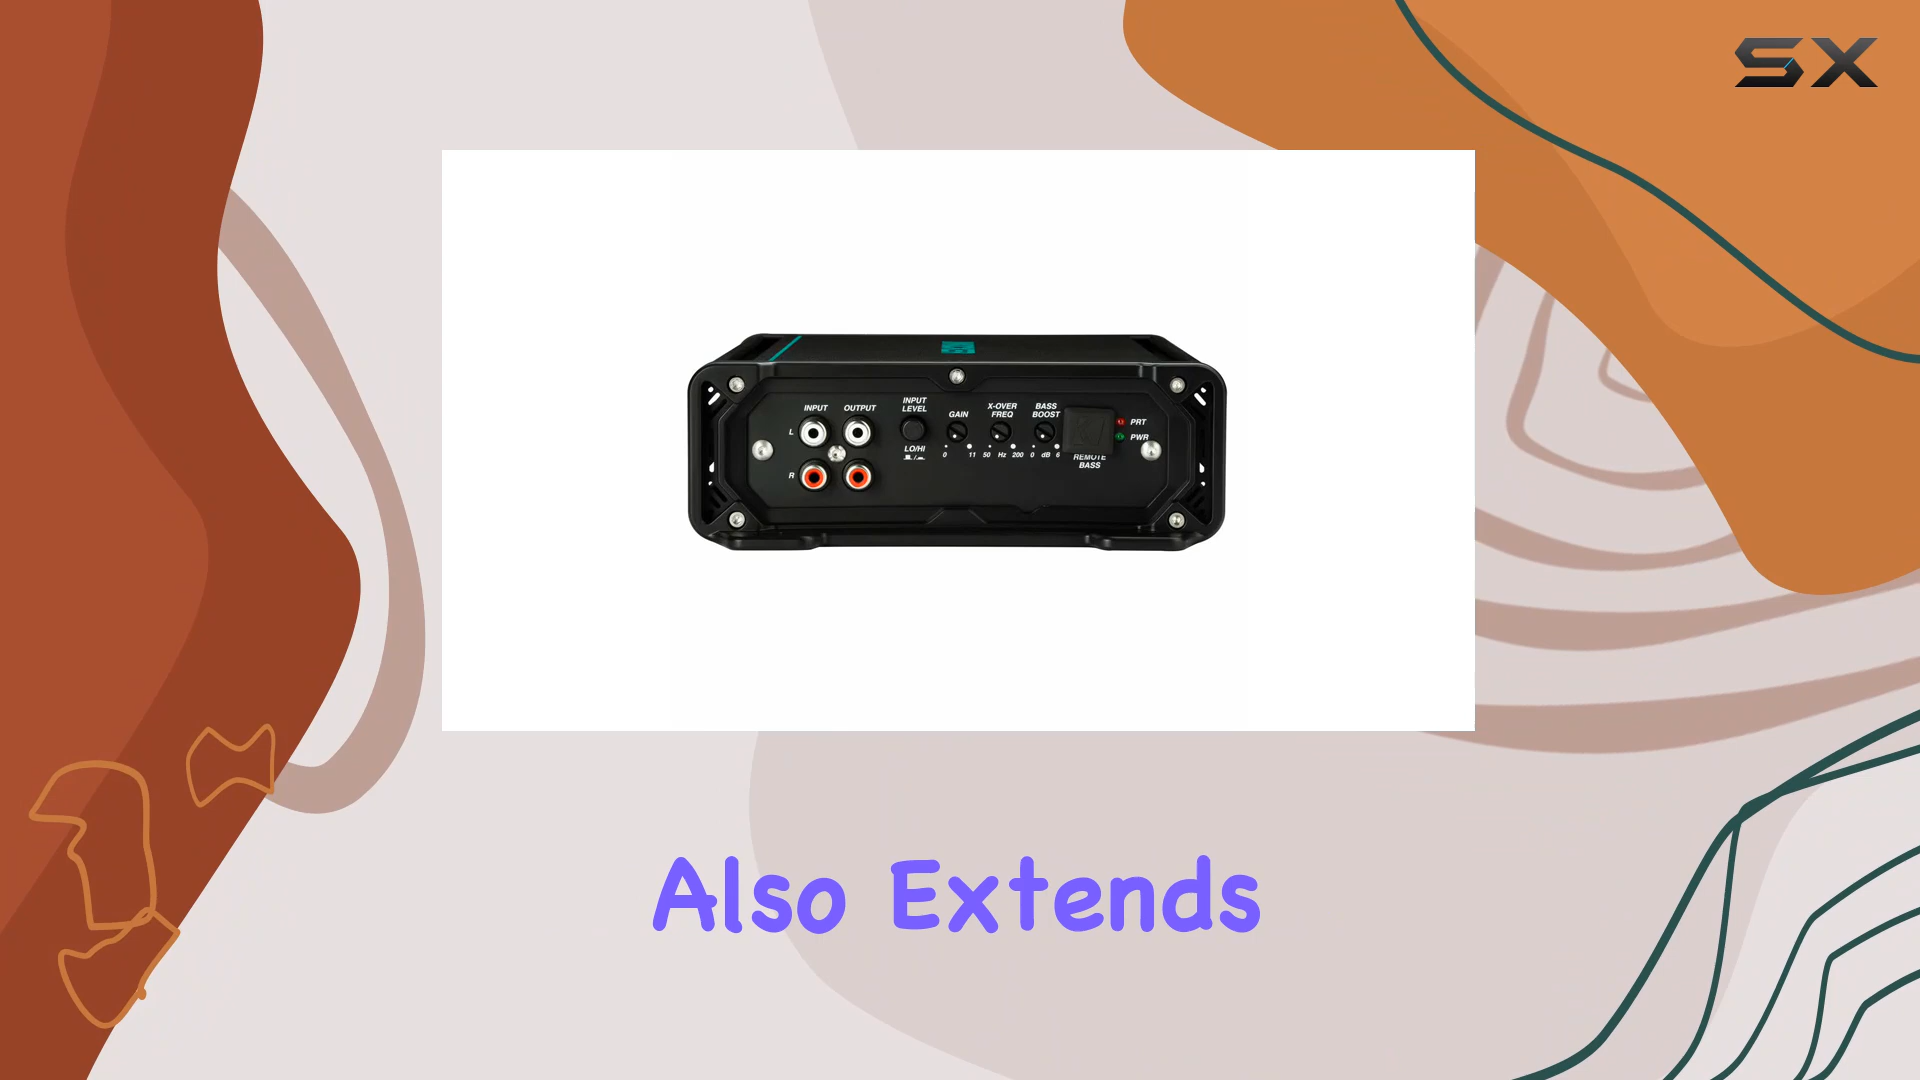 SX
INPUT OUTPUT
INPUT
LEVEL
GAIN
X-OVER
FREQ
BASS
BOOST
L
R
LO/HI
0 11 50 Hz 200 0 dB 6
PRT
PWR
REMOTE
BASS
Also Extends